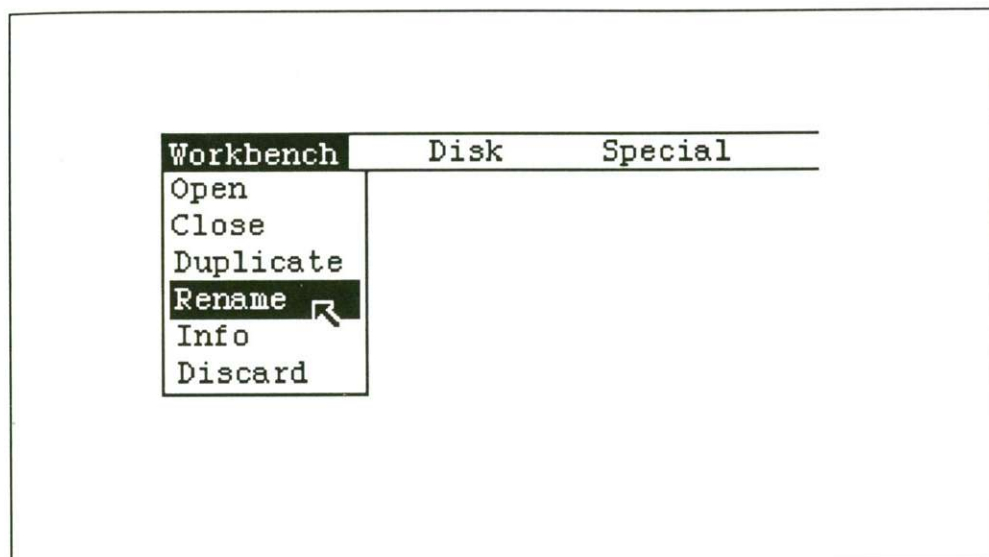 Workbench Disk Special
Open
Close
Duplicate
Rename
Info
Discard